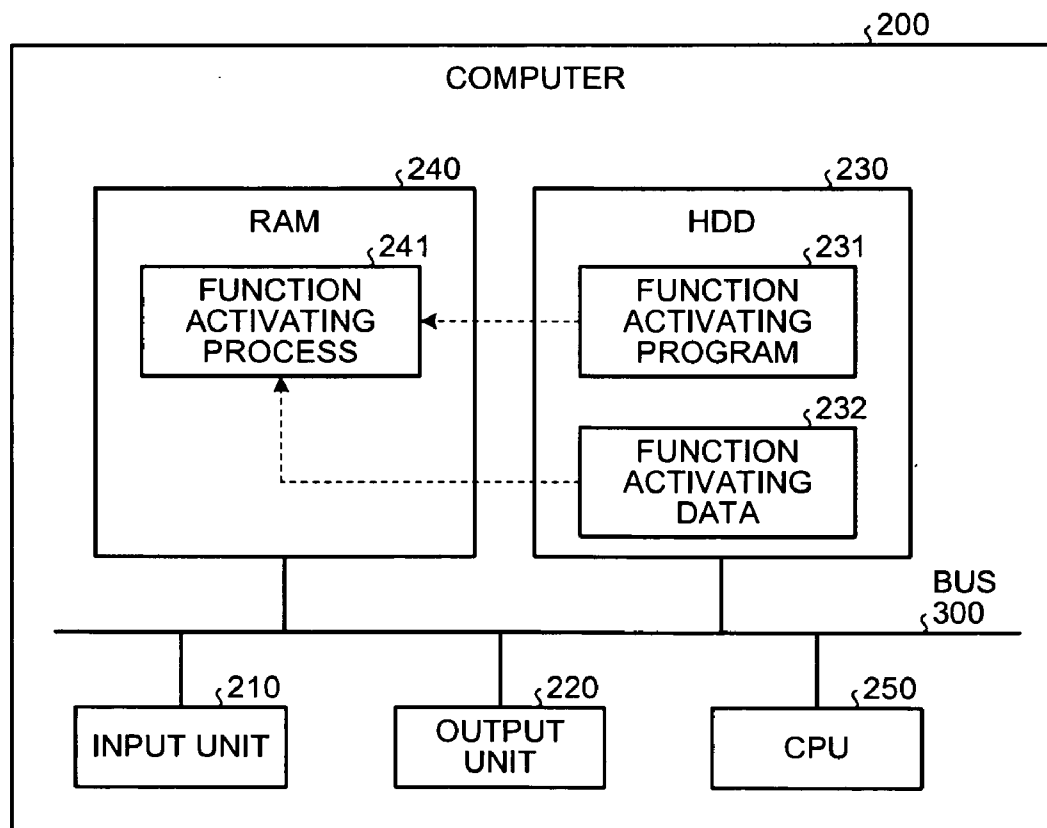 200
COMPUTER
240
RAM
241
FUNCTION
ACTIVATING
PROCESS
230
HDD
231
FUNCTION
ACTIVATING
PROGRAM
232
FUNCTION
ACTIVATING
DATA
BUS
300
210
INPUT UNIT
220
OUTPUT
UNIT
250
CPU